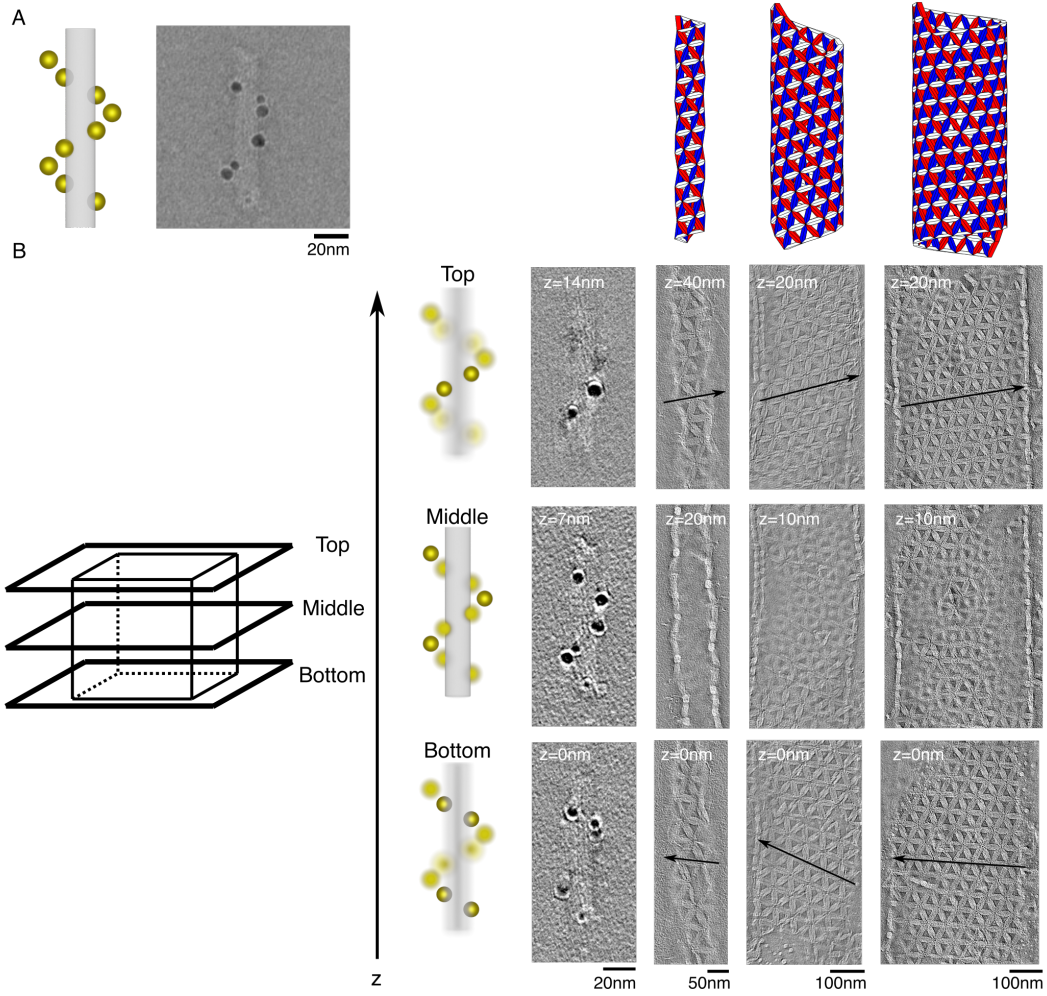 A
20nm
B
Top
z=14nm
z=40nm
z=20nm
z=20nm
Middle
z=7nm
z=20nm
z=10nm
z=10nm
Top
Middle
Bottom
Bottom
z=0nm
z=0nm
z=0nm
z=0nm
z
20nm
50nm
100nm
100nm